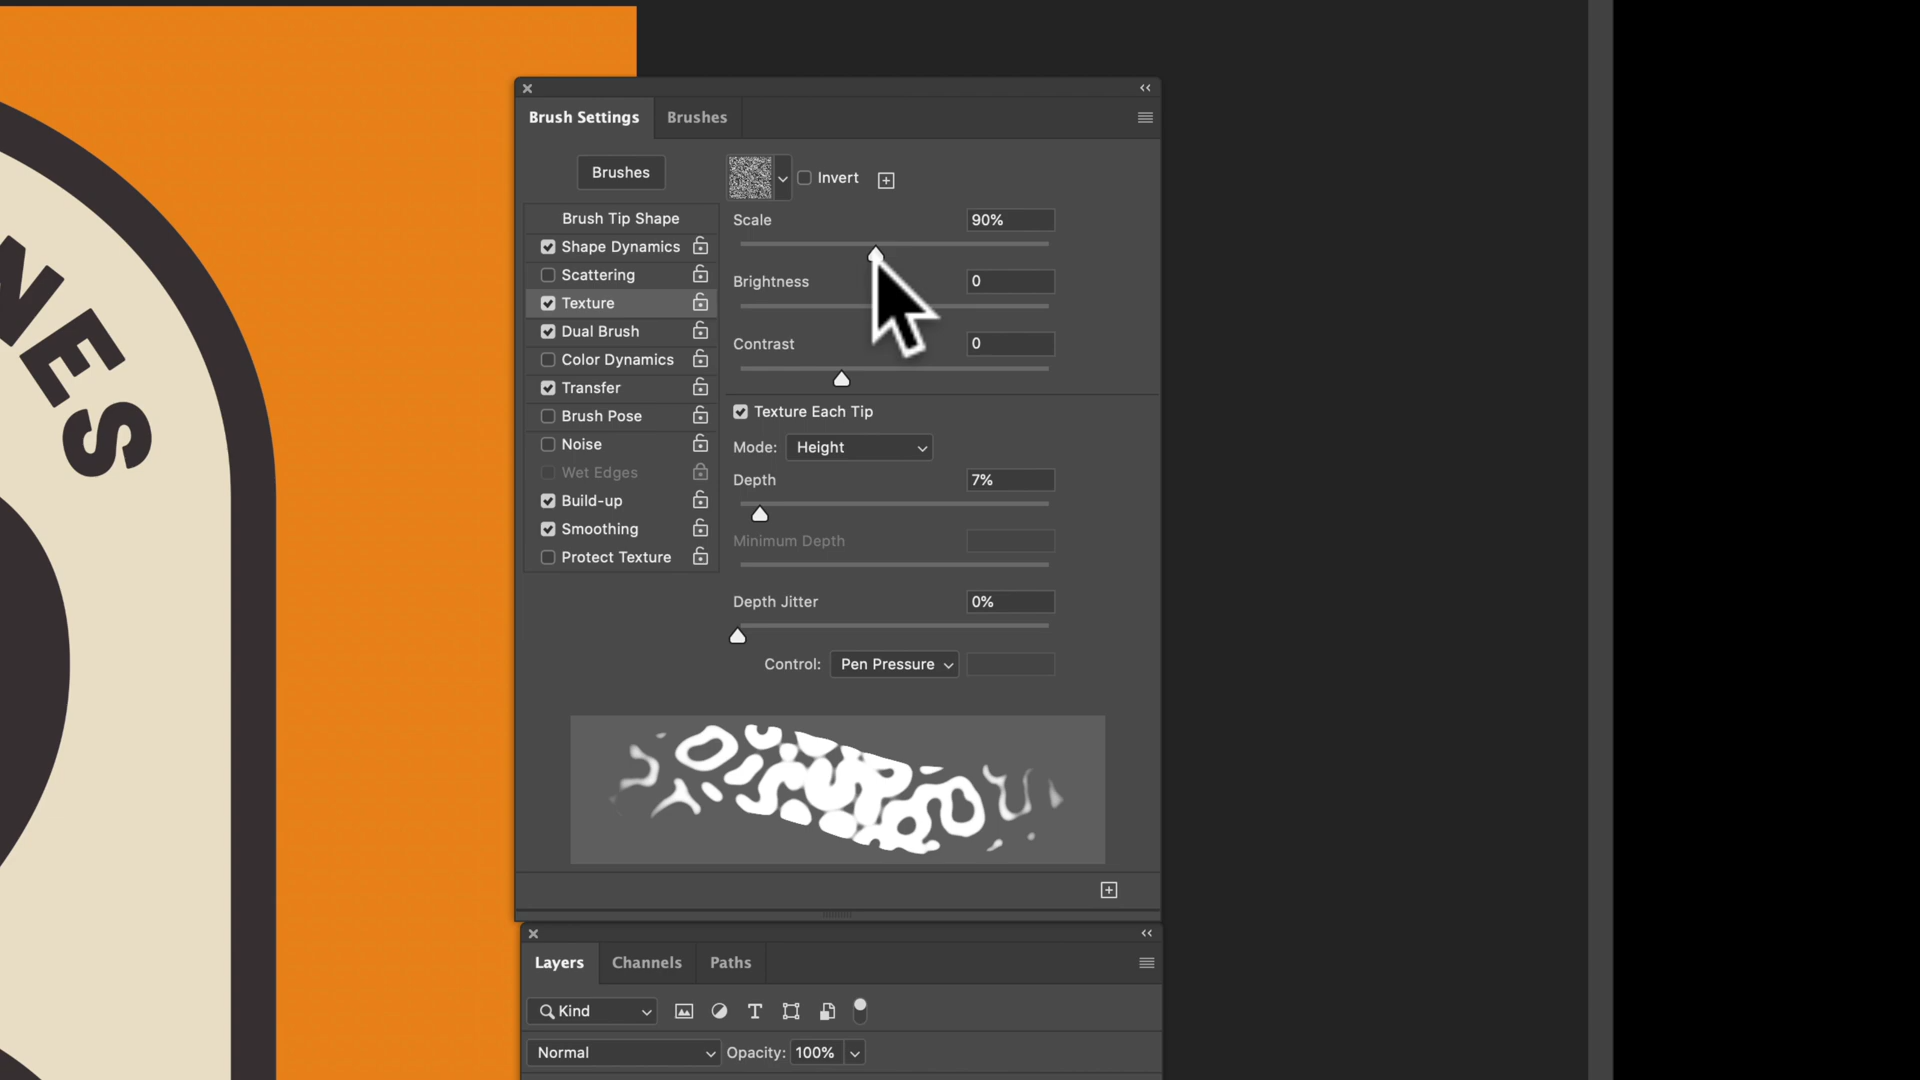 NES
Brush Settings
Brushes
Brushes
Invert
Brush Tip Shape
Shape Dynamics
Scattering
Texture
Dual Brush
Color Dynamics
Transfer
Brush Pose
Noise
Wet Edges
Build-up
Smoothing
Protect Texture
Scale 90%
Brightness 0
Contrast 0
Texture Each Tip
Mode: Height
Depth 7%
Minimum Depth
Depth Jitter 0%
Control: Pen Pressure
Layers
Channels
Paths
Kind
Normal
Opacity: 100%